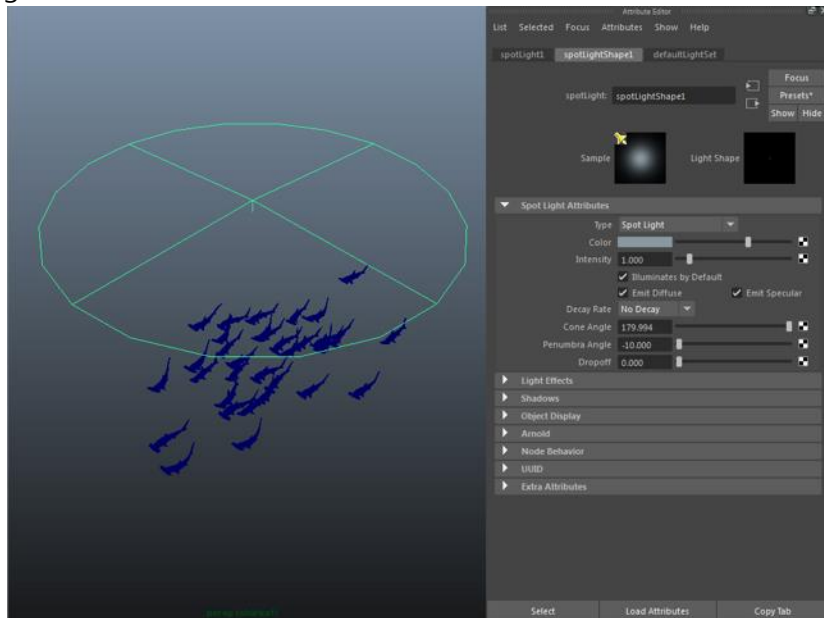 Attribute Editor
List Selected Focus Attributes Show Help
spotLight1 spotLightShape1 defaultLightSet
Focus
spotLight: spotLightShape1
Presets*
Show Hide
Sample Light Shape
Spot Light Attributes
Type Spot Light
Color
Intensity 1.000
Illuminates by Default
Emit Diffuse Emit Specular
Decay Rate No Decay
Cone Angle 179.994
Penumbra Angle -10.000
Dropoff 0.000
Light Effects
Shadows
Object Display
Arnold
Node Behavior
UUID
Extra Attributes
Select Load Attributes Copy Tab